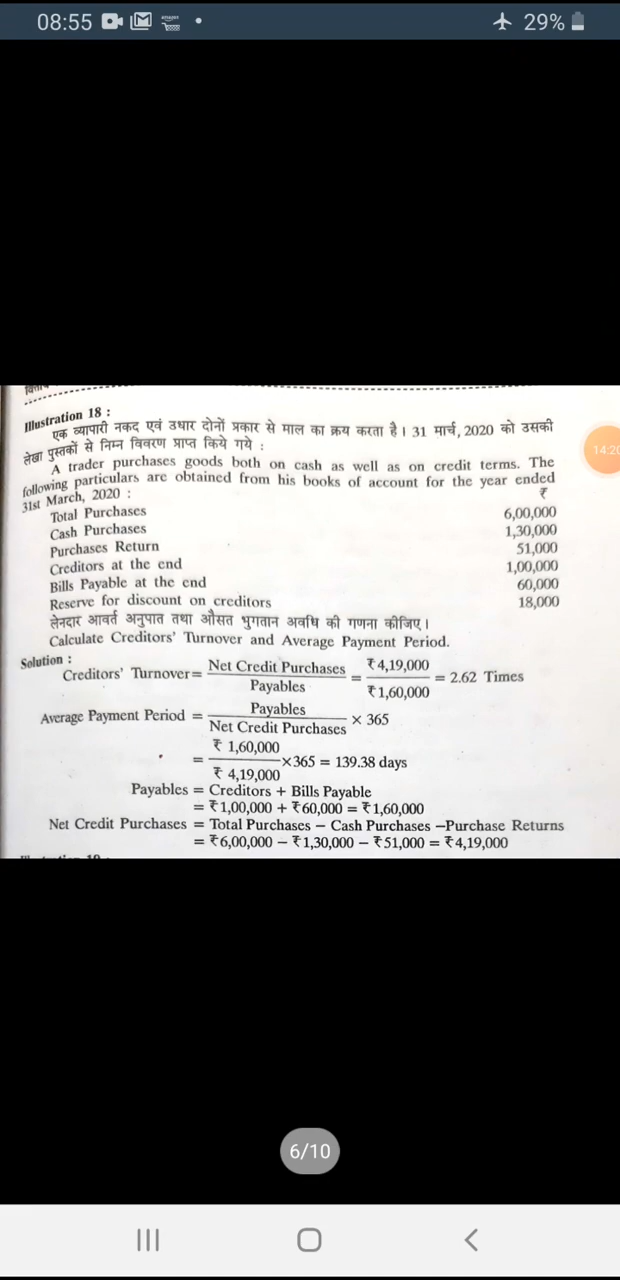 08:55
29%
Illustration 18 :
एक व्यापारी नकद एवं उधार दोनों प्रकार से माल का क्रय करता है। 31 मार्च, 2020 को उसकी
लेखा पुस्तकों से निम्न विवरण प्राप्त किये गये :
A trader purchases goods both on cash as well as on credit terms. The
following particulars are obtained from his books of account for the year ended
31st March, 2020 :
₹
Total Purchases 6,00,000
Cash Purchases 1,30,000
Purchases Return 51,000
Creditors at the end 1,00,000
Bills Payable at the end 60,000
Reserve for discount on creditors 18,000
लेनदार आवर्त अनुपात तथा औसत भुगतान अवधि की गणना कीजिए।
Calculate Creditors' Turnover and Average Payment Period.
Solution :
Creditors' Turnover= Net Credit Purchases / Payables = ₹4,19,000 / ₹1,60,000 = 2.62 Times
Average Payment Period = Payables / Net Credit Purchases × 365
= ₹ 1,60,000 / ₹ 4,19,000 ×365 = 139.38 days
Payables = Creditors + Bills Payable
= ₹1,00,000 + ₹60,000 = ₹1,60,000
Net Credit Purchases = Total Purchases − Cash Purchases −Purchase Returns
= ₹6,00,000 − ₹1,30,000 − ₹51,000 = ₹4,19,000
14:20
6/10